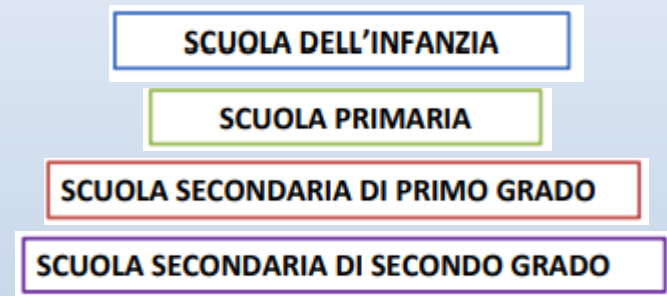 SCUOLA DELL’INFANZIA
SCUOLA PRIMARIA
SCUOLA SECONDARIA DI PRIMO GRADO
SCUOLA SECONDARIA DI SECONDO GRADO